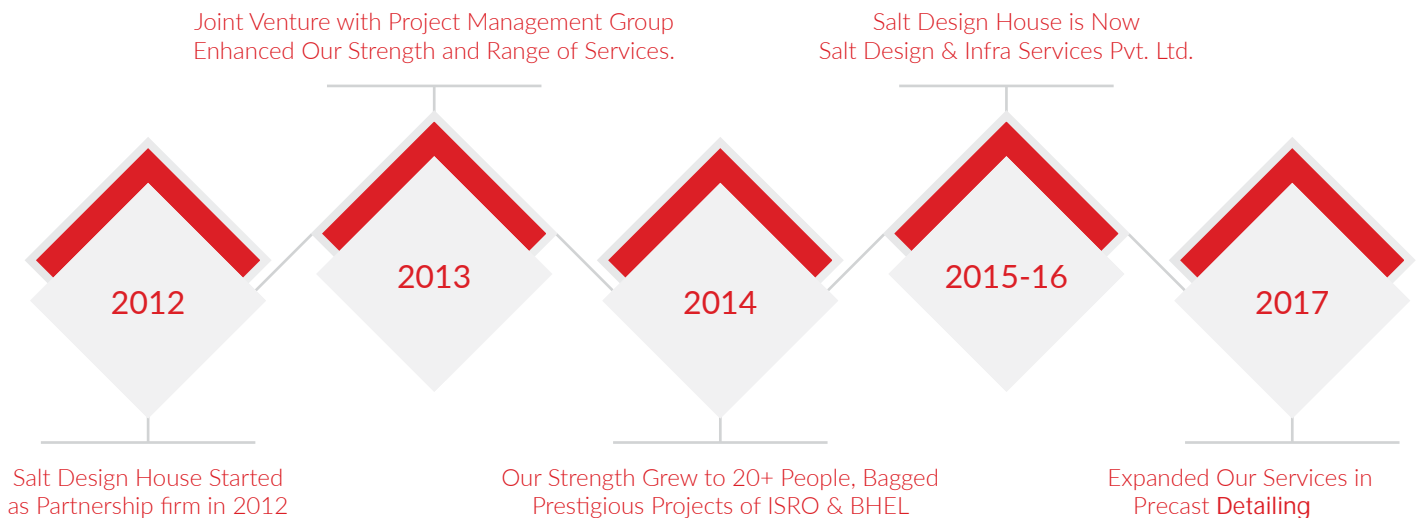 Joint Venture with Project Management Group
Enhanced Our Strength and Range of Services.
Salt Design House is Now
Salt Design & Infra Services Pvt. Ltd.
2012
2013
2014
2015-16
2017
Salt Design House Started
as Partnership firm in 2012
Our Strength Grew to 20+ People, Bagged
Prestigious Projects of ISRO & BHEL
Expanded Our Services in
Precast Detailing